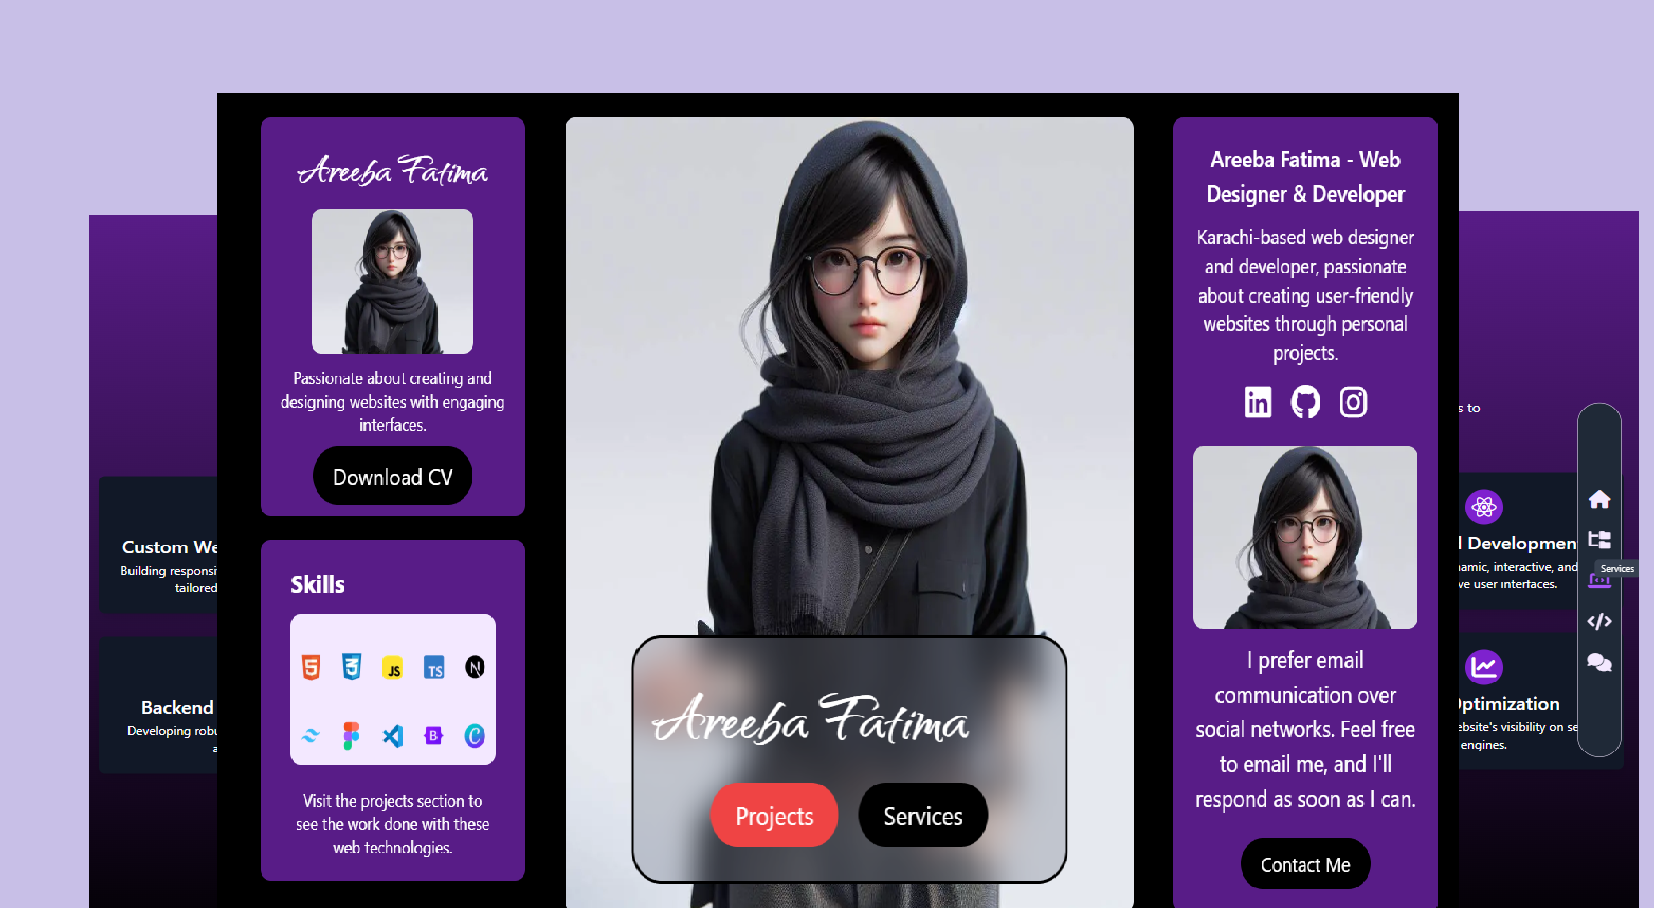 Areeba Fatima
Passionate about creating and
designing websites with engaging
interfaces.
Download CV
Skills
JS
TS
N
B
C
Visit the projects section to
see the work done with these
web technologies.
Areeba Fatima
Projects
Services
Areeba Fatima - Web
Designer & Developer
Karachi-based web designer
and developer, passionate
about creating user-friendly
websites through personal
projects.
in
I prefer email
communication over
social networks. Feel free
to email me, and I'll
respond as soon as I can.
Contact Me
Custom We
Building responsi
tailored
Backend
Developing robu
a
s to
l Development
namic, interactive, and
ve user interfaces.
Services
Optimization
ebsite's visibility on se
engines.